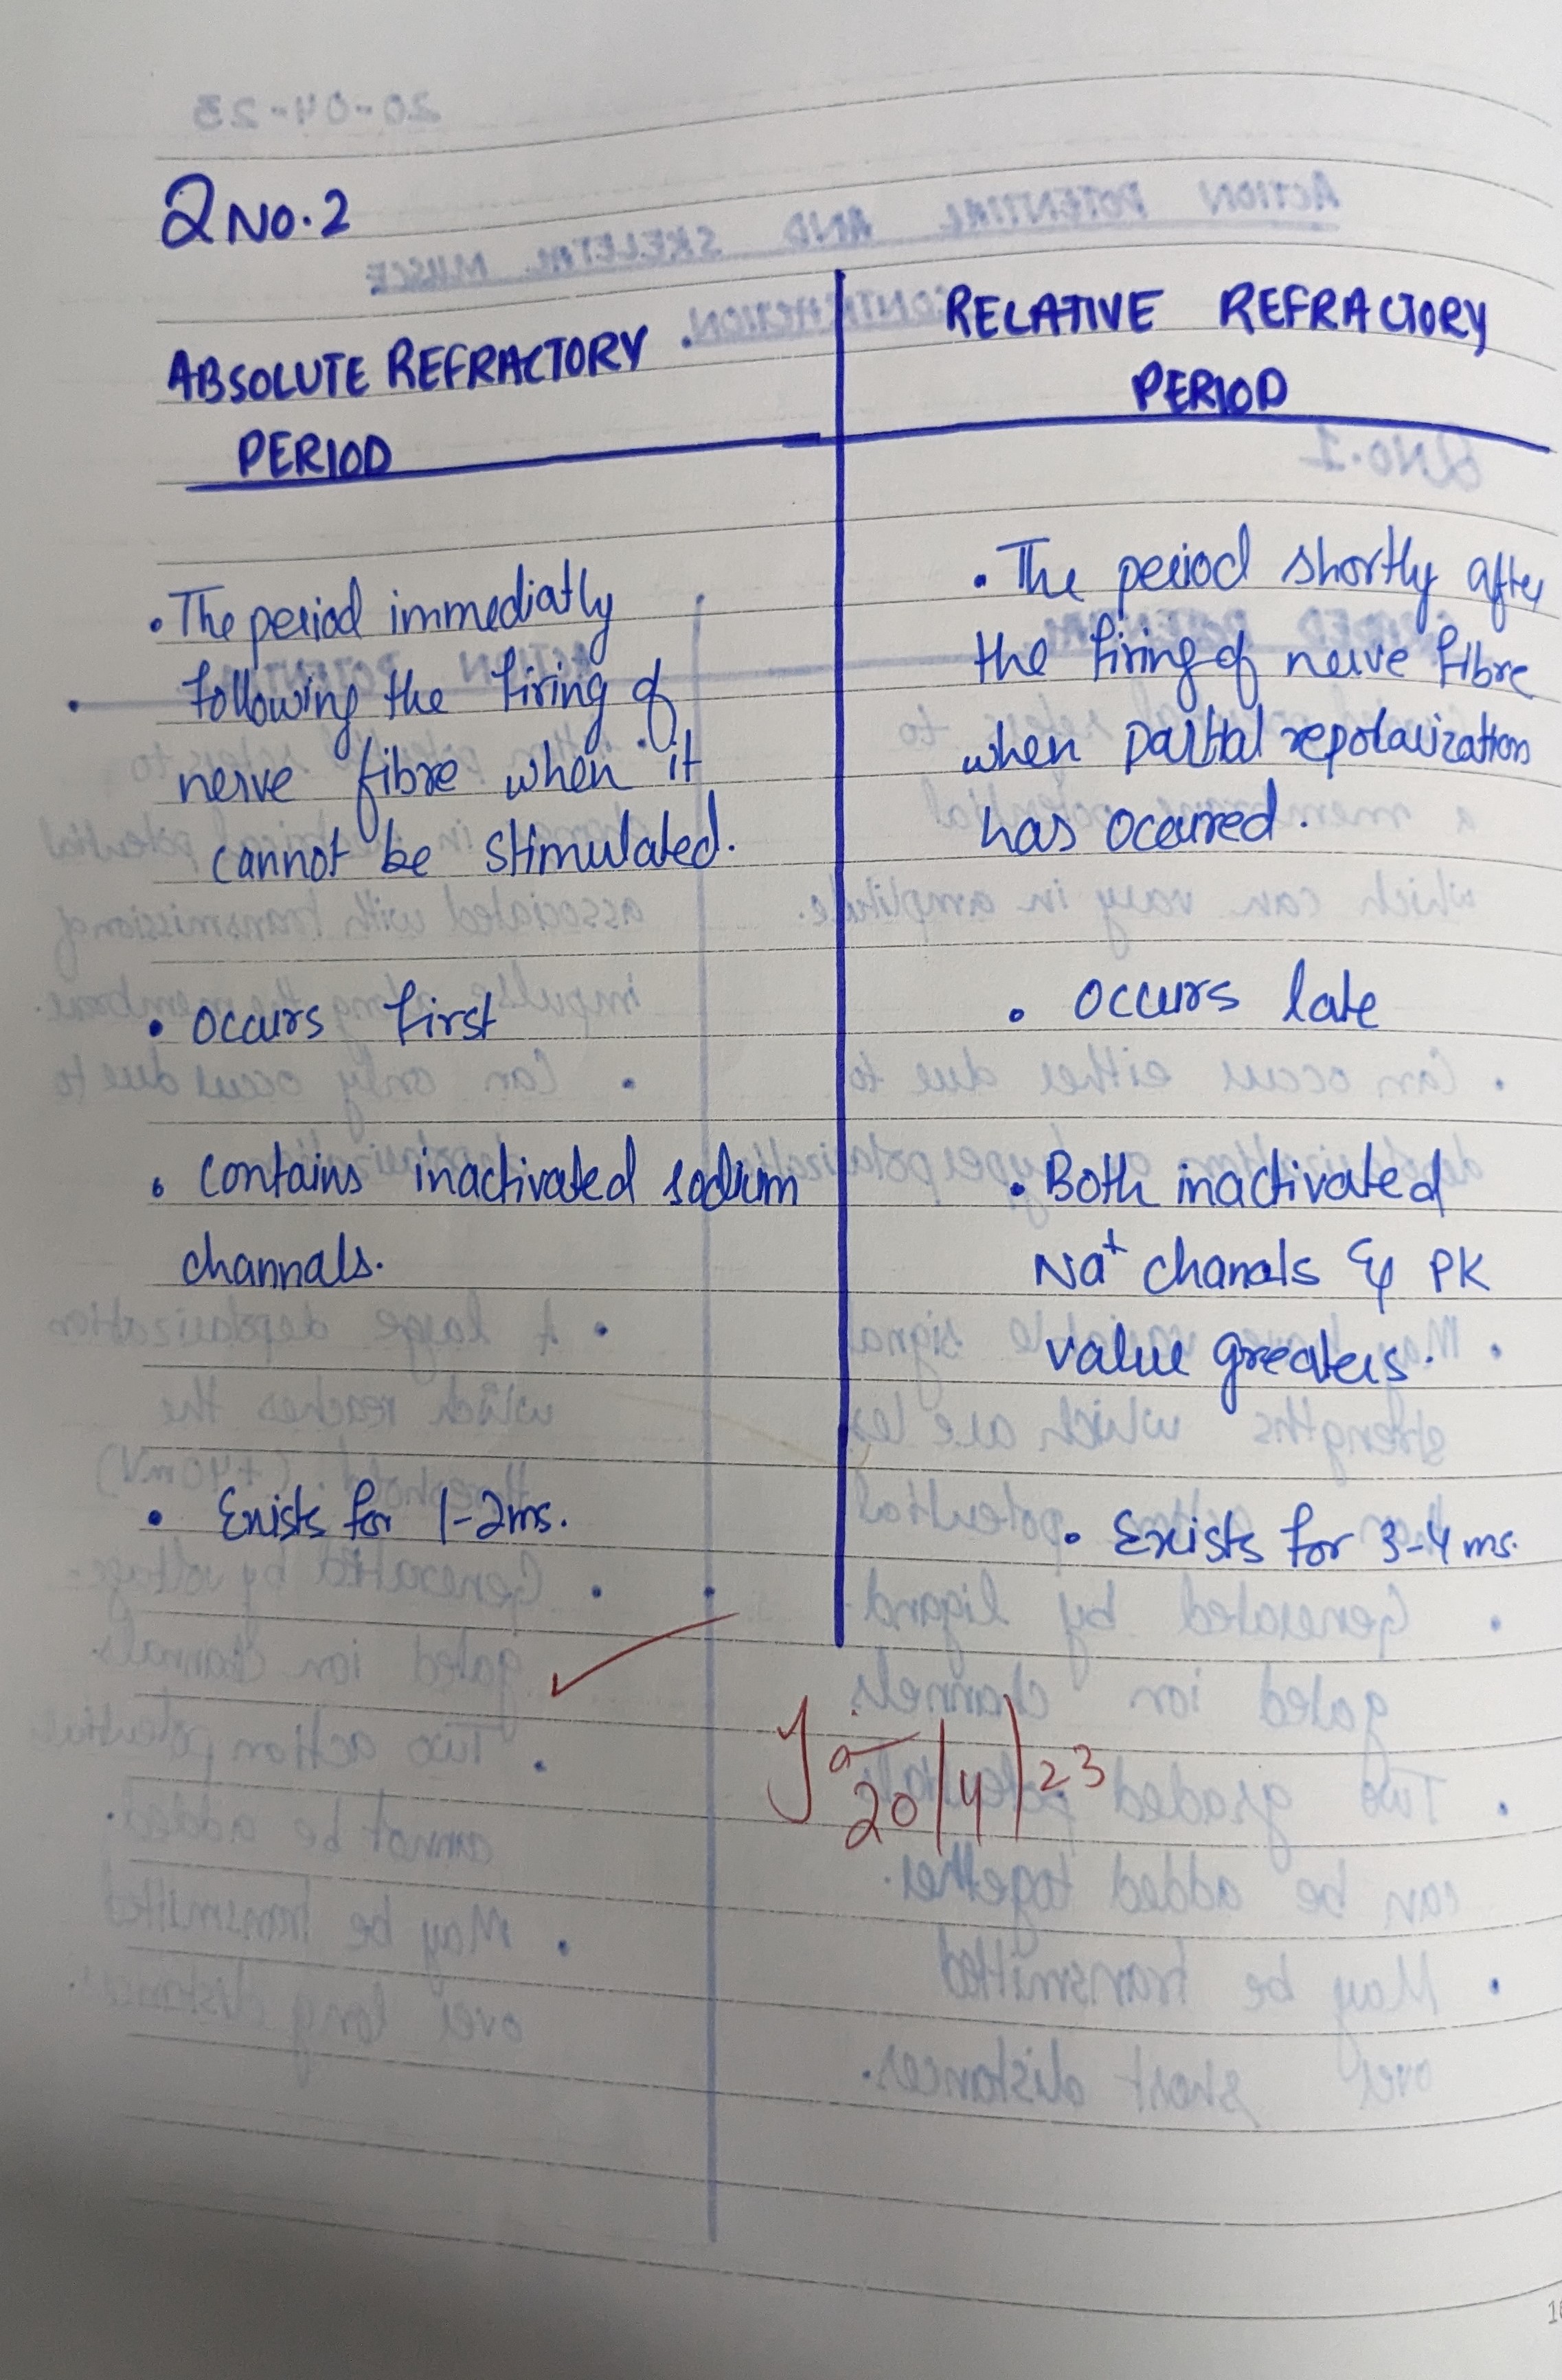 Q NO.2
ABSOLUTE REFRACTORY
PERIOD
• The period immediatly
following the firing of
nerve fibre when it
cannot be stimulated.
• occurs first
• contains inactivated sodium
channals.
• Exists for 1-2ms.
RELATIVE REFRACTORY
PERIOD
• The period shortly after
the firing of nerve fibre
when partial repolarization
has occured.
• occurs late
• Both inactivated
Na+ chanals & PK
value greaters.
• Exists for 3-4 ms.
20/4/23